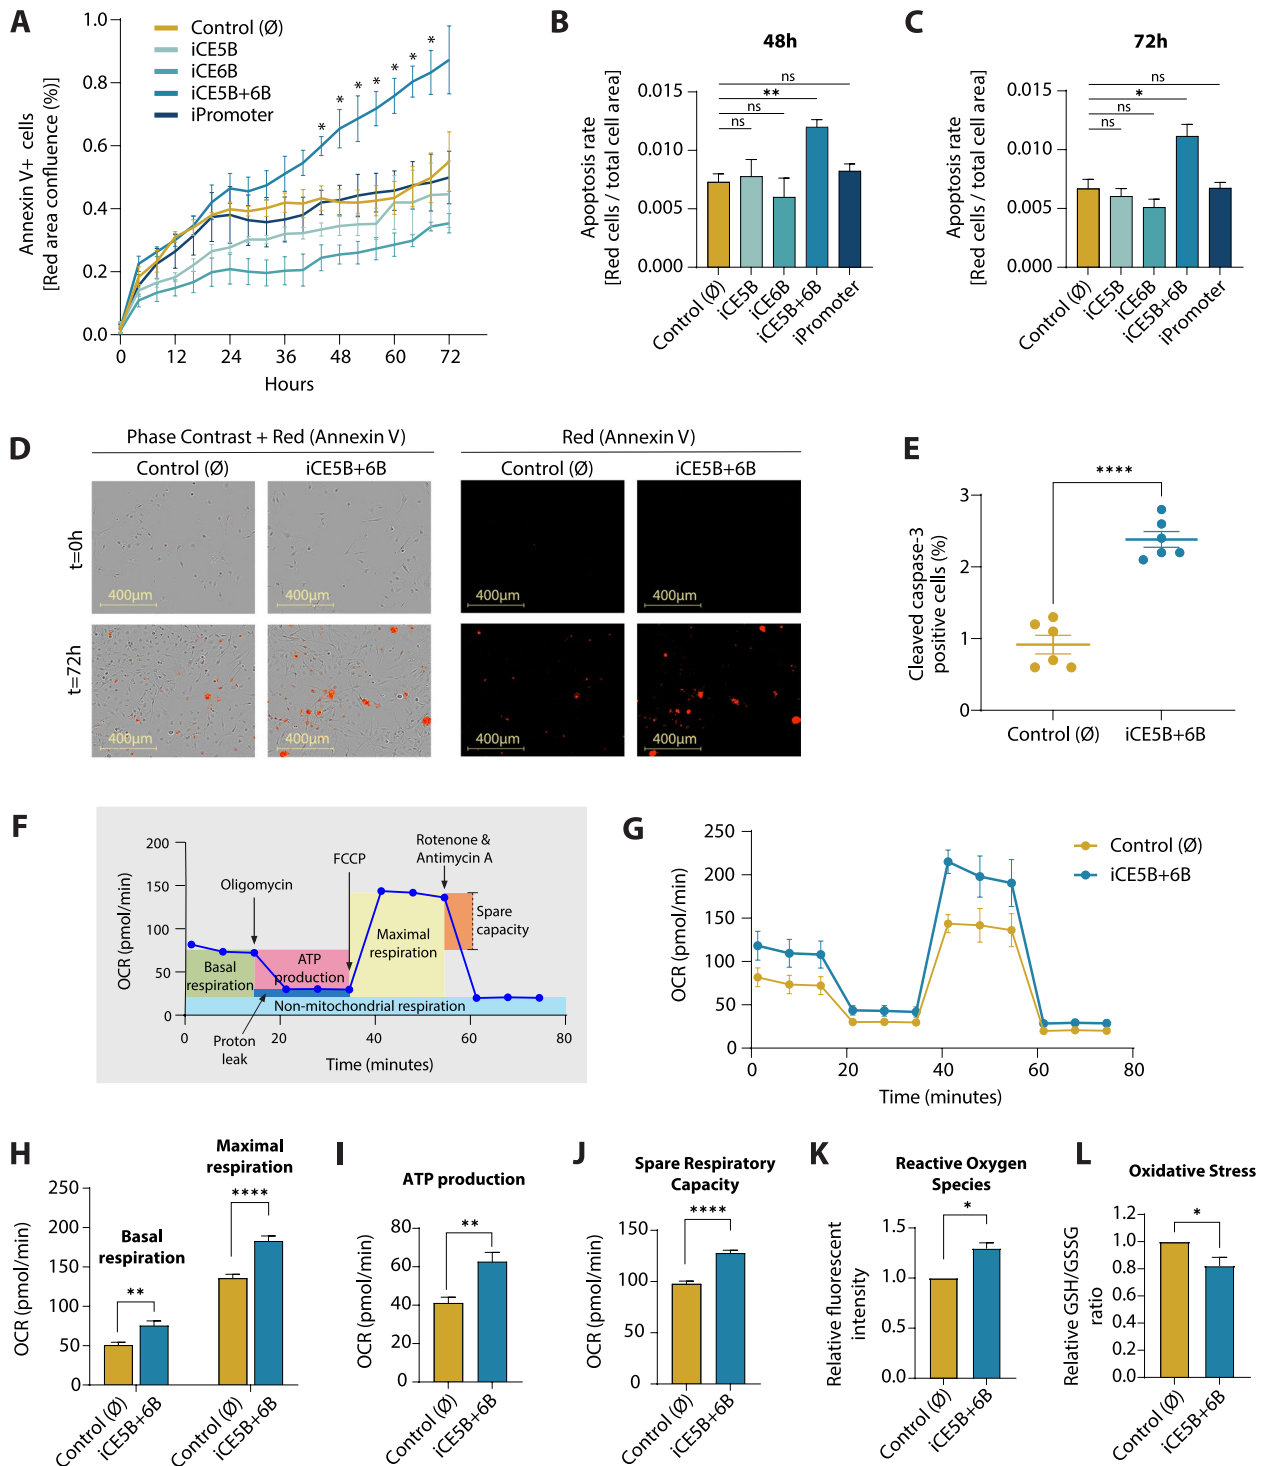 A
Annexin V+ cells
[Red area confluence (%)]
1.0
0.8
0.6
0.4
0.2
0.0
Control (Ø)
iCE5B
iCE6B
iCE5B+6B
iPromoter
* * * * * * *
0 12 24 36 48 60 72
Hours
B
48h
Apoptosis rate
[Red cells / total cell area]
0.015
0.010
0.005
0.000
ns
**
ns
ns
Control (Ø)
iCE5B
iCE6B
iCE5B+6B
iPromoter
C
72h
Apoptosis rate
[Red cells / total cell area]
0.015
0.010
0.005
0.000
ns
*
ns
ns
Control (Ø)
iCE5B
iCE6B
iCE5B+6B
iPromoter
D
Phase Contrast + Red (Annexin V)
Red (Annexin V)
Control (Ø) iCE5B+6B Control (Ø) iCE5B+6B
t=0h
400µm 400µm 400µm 400µm
t=72h
400µm 400µm 400µm 400µm
E
Cleaved caspase-3
positive cells (%)
3
2
1
0
****
Control (Ø) iCE5B+6B
F
OCR (pmol/min)
200
150
100
50
0
Oligomycin
FCCP
Rotenone &
Antimycin A
Spare
capacity
Maximal
respiration
Basal
respiration
ATP
production
Non-mitochondrial respiration
Proton
leak
0 20 40 60 80
Time (minutes)
G
OCR (pmol/min)
250
200
150
100
50
0
Control (Ø)
iCE5B+6B
0 20 40 60 80
Time (minutes)
H
OCR (pmol/min)
250
200
150
100
50
0
Maximal
respiration
****
Basal
respiration
**
Control (Ø)
iCE5B+6B
Control (Ø)
iCE5B+6B
I
ATP production
OCR (pmol/min)
80
60
40
20
0
**
Control (Ø)
iCE5B+6B
J
Spare Respiratory
Capacity
OCR (pmol/min)
150
100
50
0
****
Control (Ø)
iCE5B+6B
K
Reactive Oxygen
Species
Relative fluorescent
intensity
1.5
1.0
0.5
0.0
*
Control (Ø)
iCE5B+6B
L
Oxidative Stress
Relative GSH/GSSG
ratio
1.2
1.0
0.8
0.6
0.4
0.2
0.0
*
Control (Ø)
iCE5B+6B